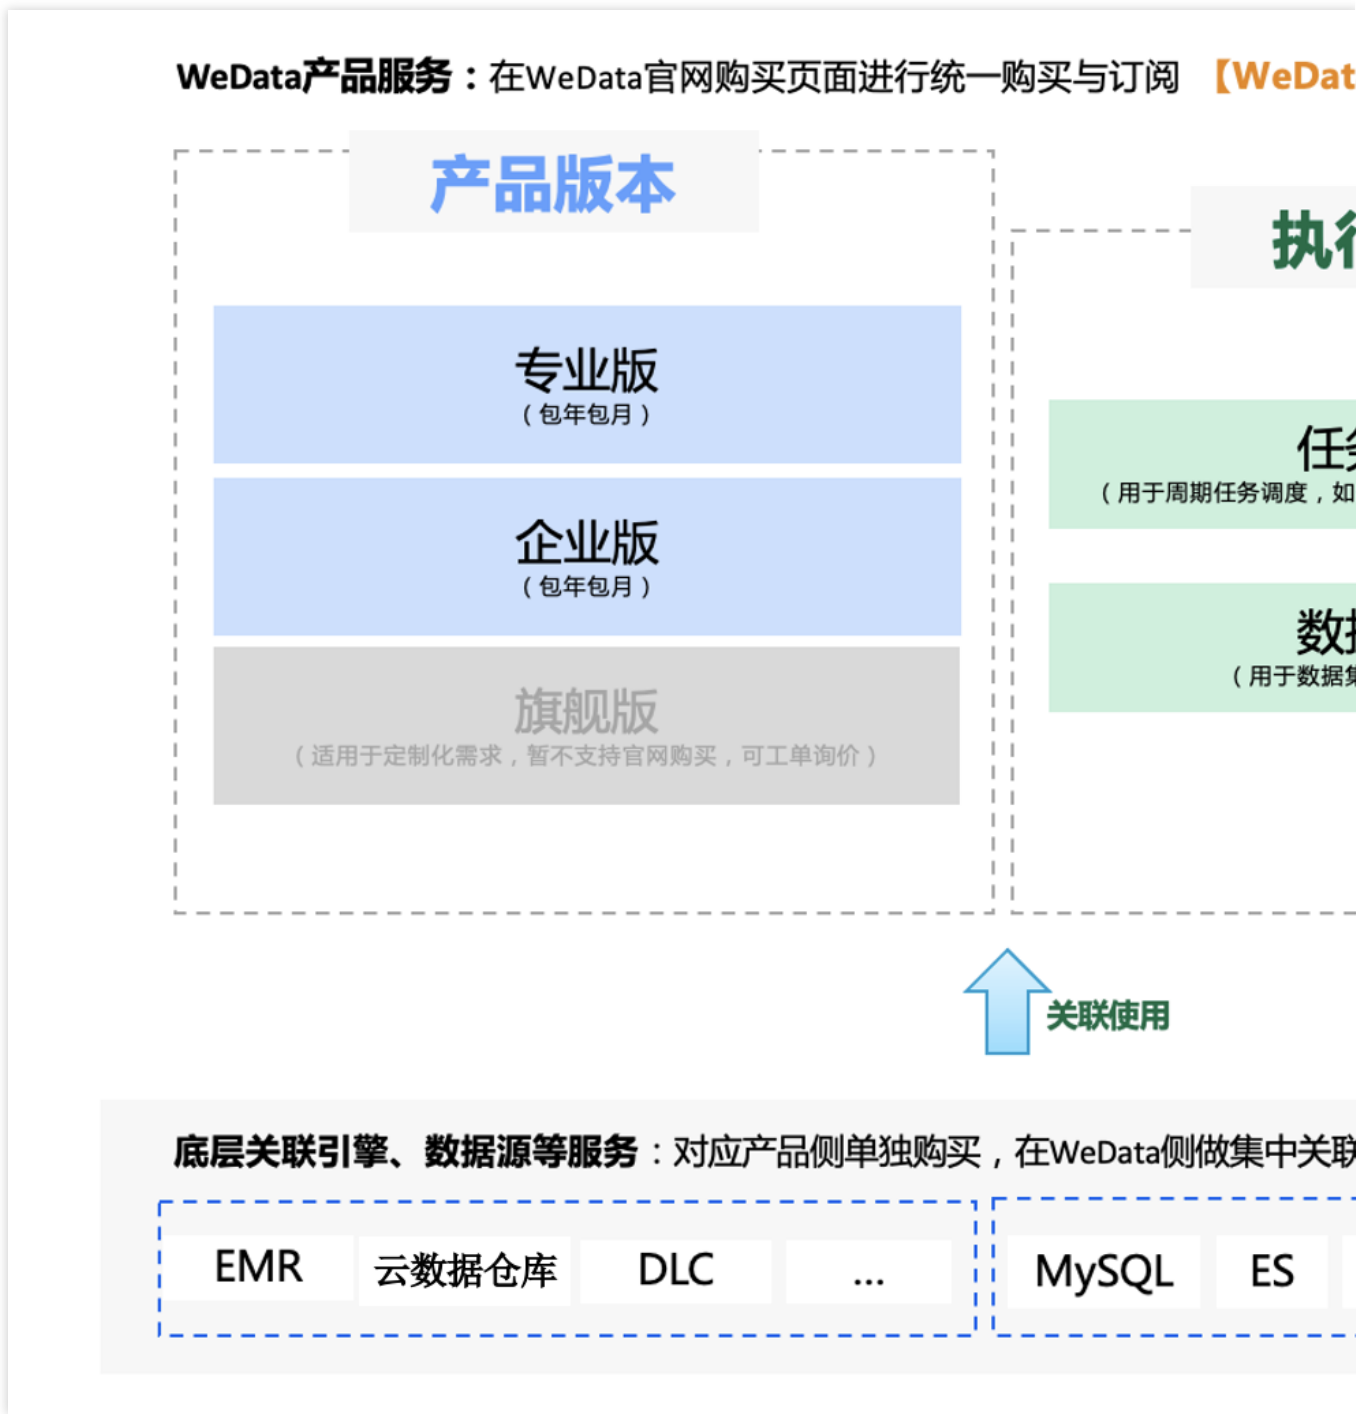 WeData产品服务：在WeData官网购买页面进行统一购买与订阅 【WeDat
产品版本
专业版
（包年包月）
企业版
（包年包月）
旗舰版
（适用于定制化需求，暂不支持官网购买，可工单询价）
执行
任务
（用于周期任务调度，如
数据
（用于数据集
关联使用
底层关联引擎、数据源等服务：对应产品侧单独购买，在WeData侧做集中关联
EMR
云数据仓库
DLC
...
MySQL
ES